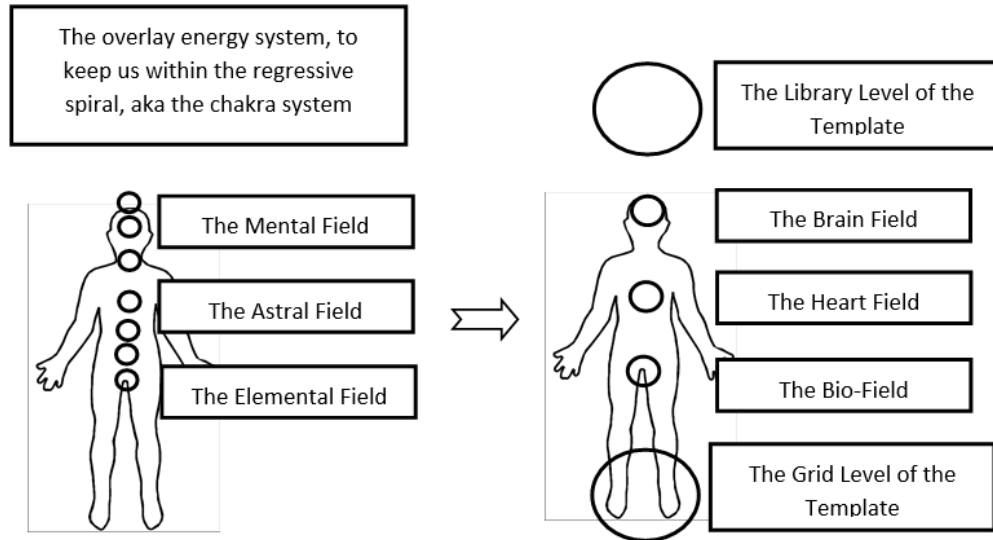 The overlay energy system, to
keep us within the regressive
spiral, aka the chakra system
The Mental Field
The Astral Field
The Elemental Field
The Library Level of the
Template
The Brain Field
The Heart Field
The Bio-Field
The Grid Level of the
Template